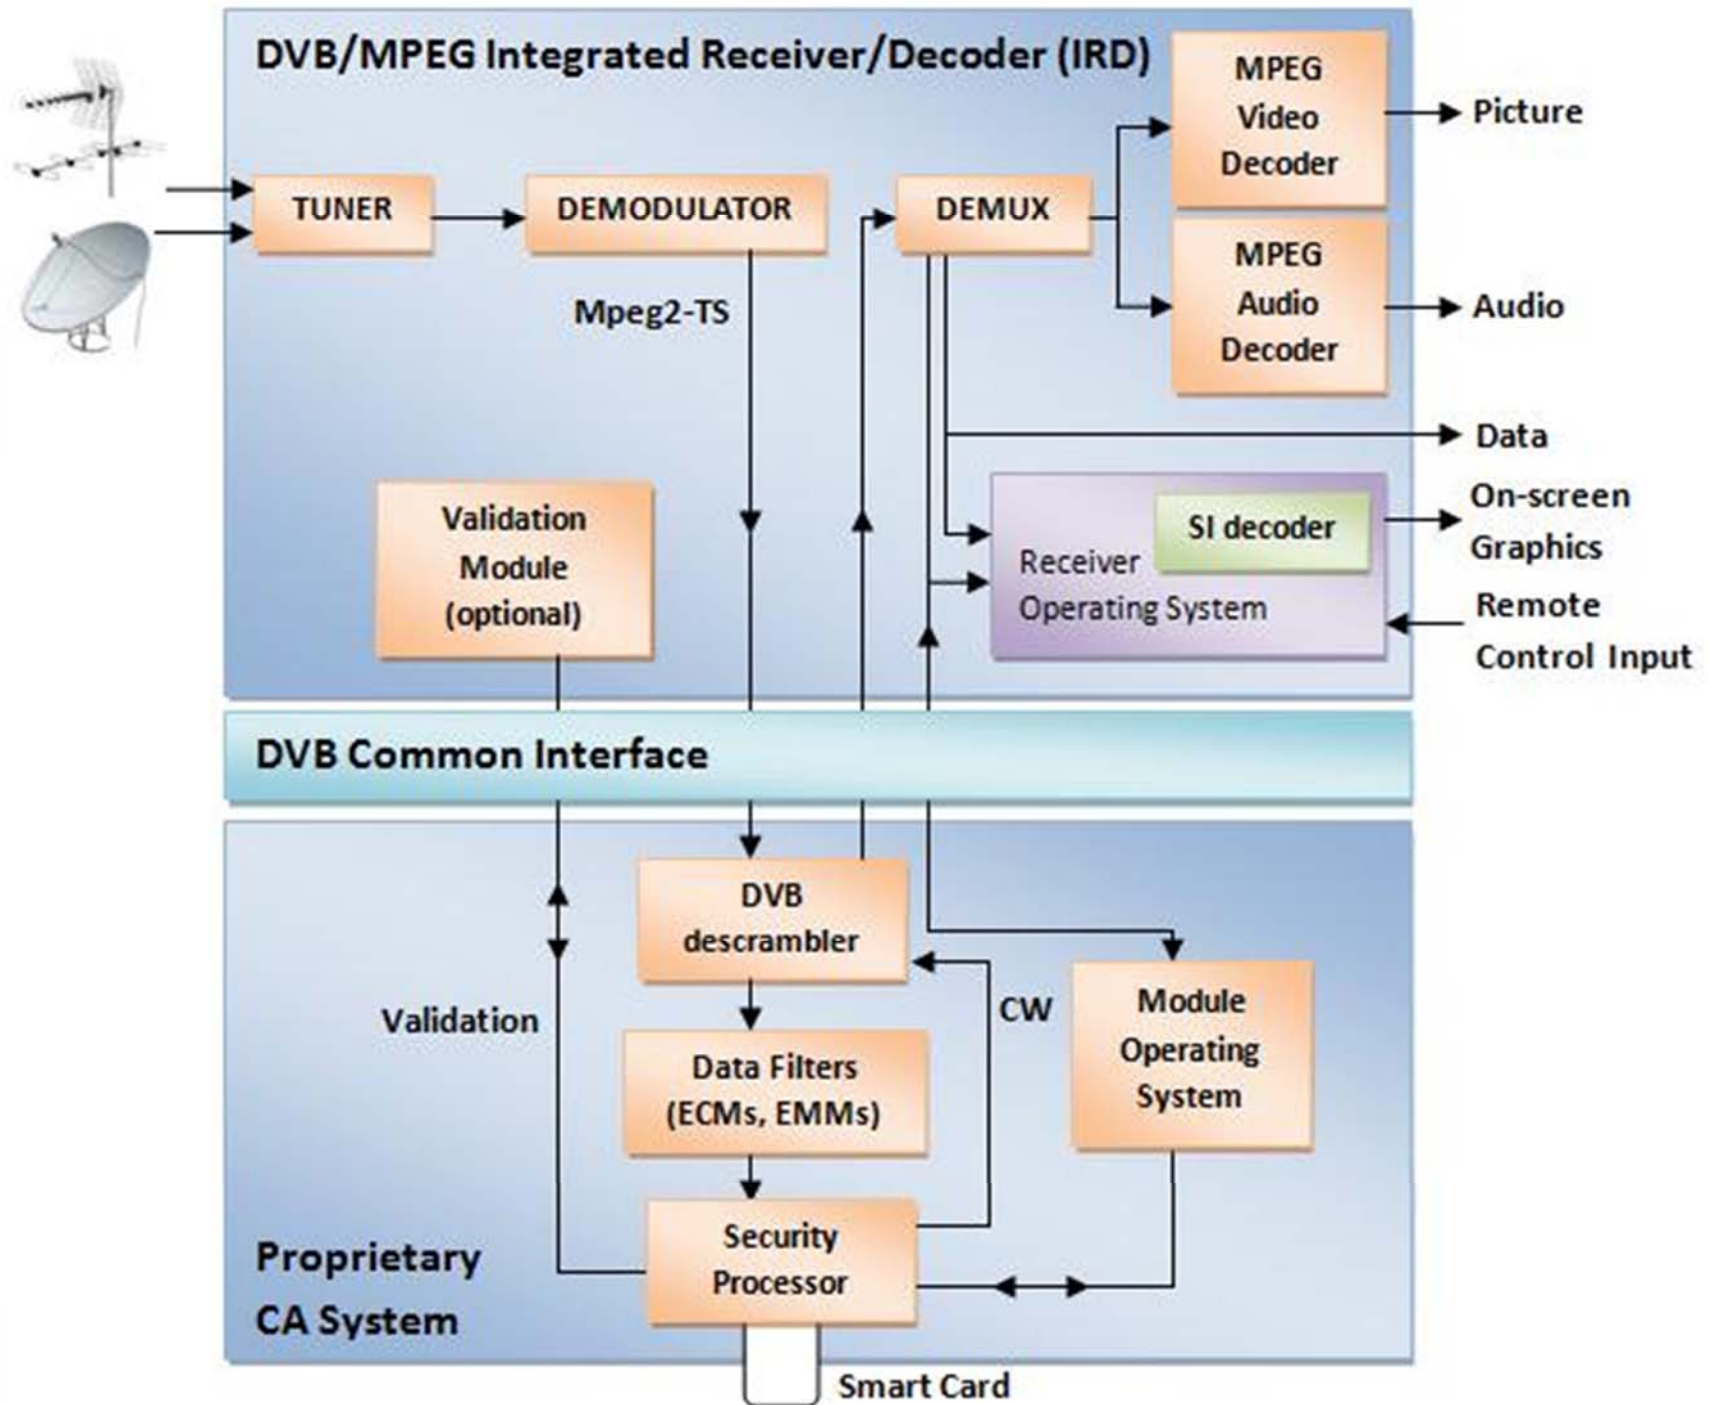 DVB/MPEG Integrated Receiver/Decoder (IRD)
MPEG
Video
Decoder
Picture
TUNER
DEMODULATOR
DEMUX
MPEG
Audio
Decoder
Audio
Mpeg2-TS
Data
Validation
Module
(optional)
SI decoder
Receiver
Operating System
On-screen
Graphics
Remote
Control Input
DVB Common Interface
DVB
descrambler
Validation
CW
Module
Operating
System
Data Filters
(ECMs, EMMs)
Security
Processor
Proprietary
CA System
Smart Card